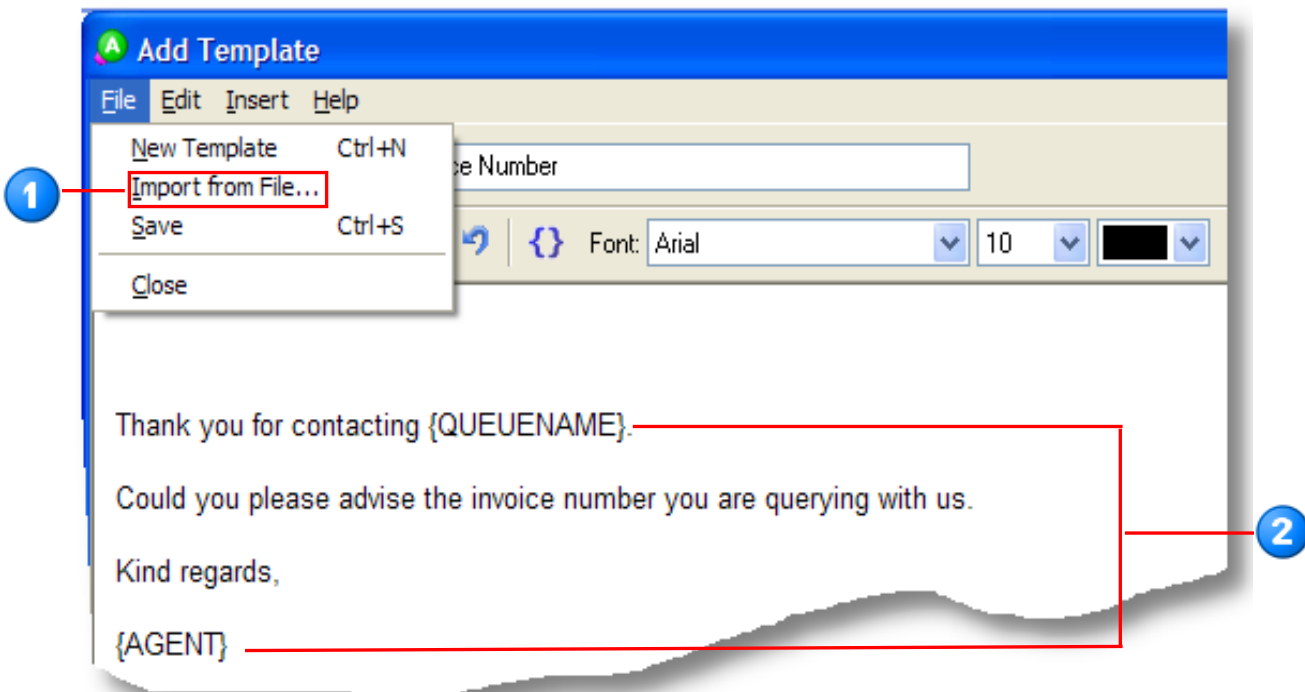 Add Template
File Edit Insert Help
New Template Ctrl+N
Number
1
Import from File...
Save Ctrl+S
{} Font: Arial 10
Close
Thank you for contacting {QUEUENAME}.
Could you please advise the invoice number you are querying with us.
2
Kind regards,
{AGENT}